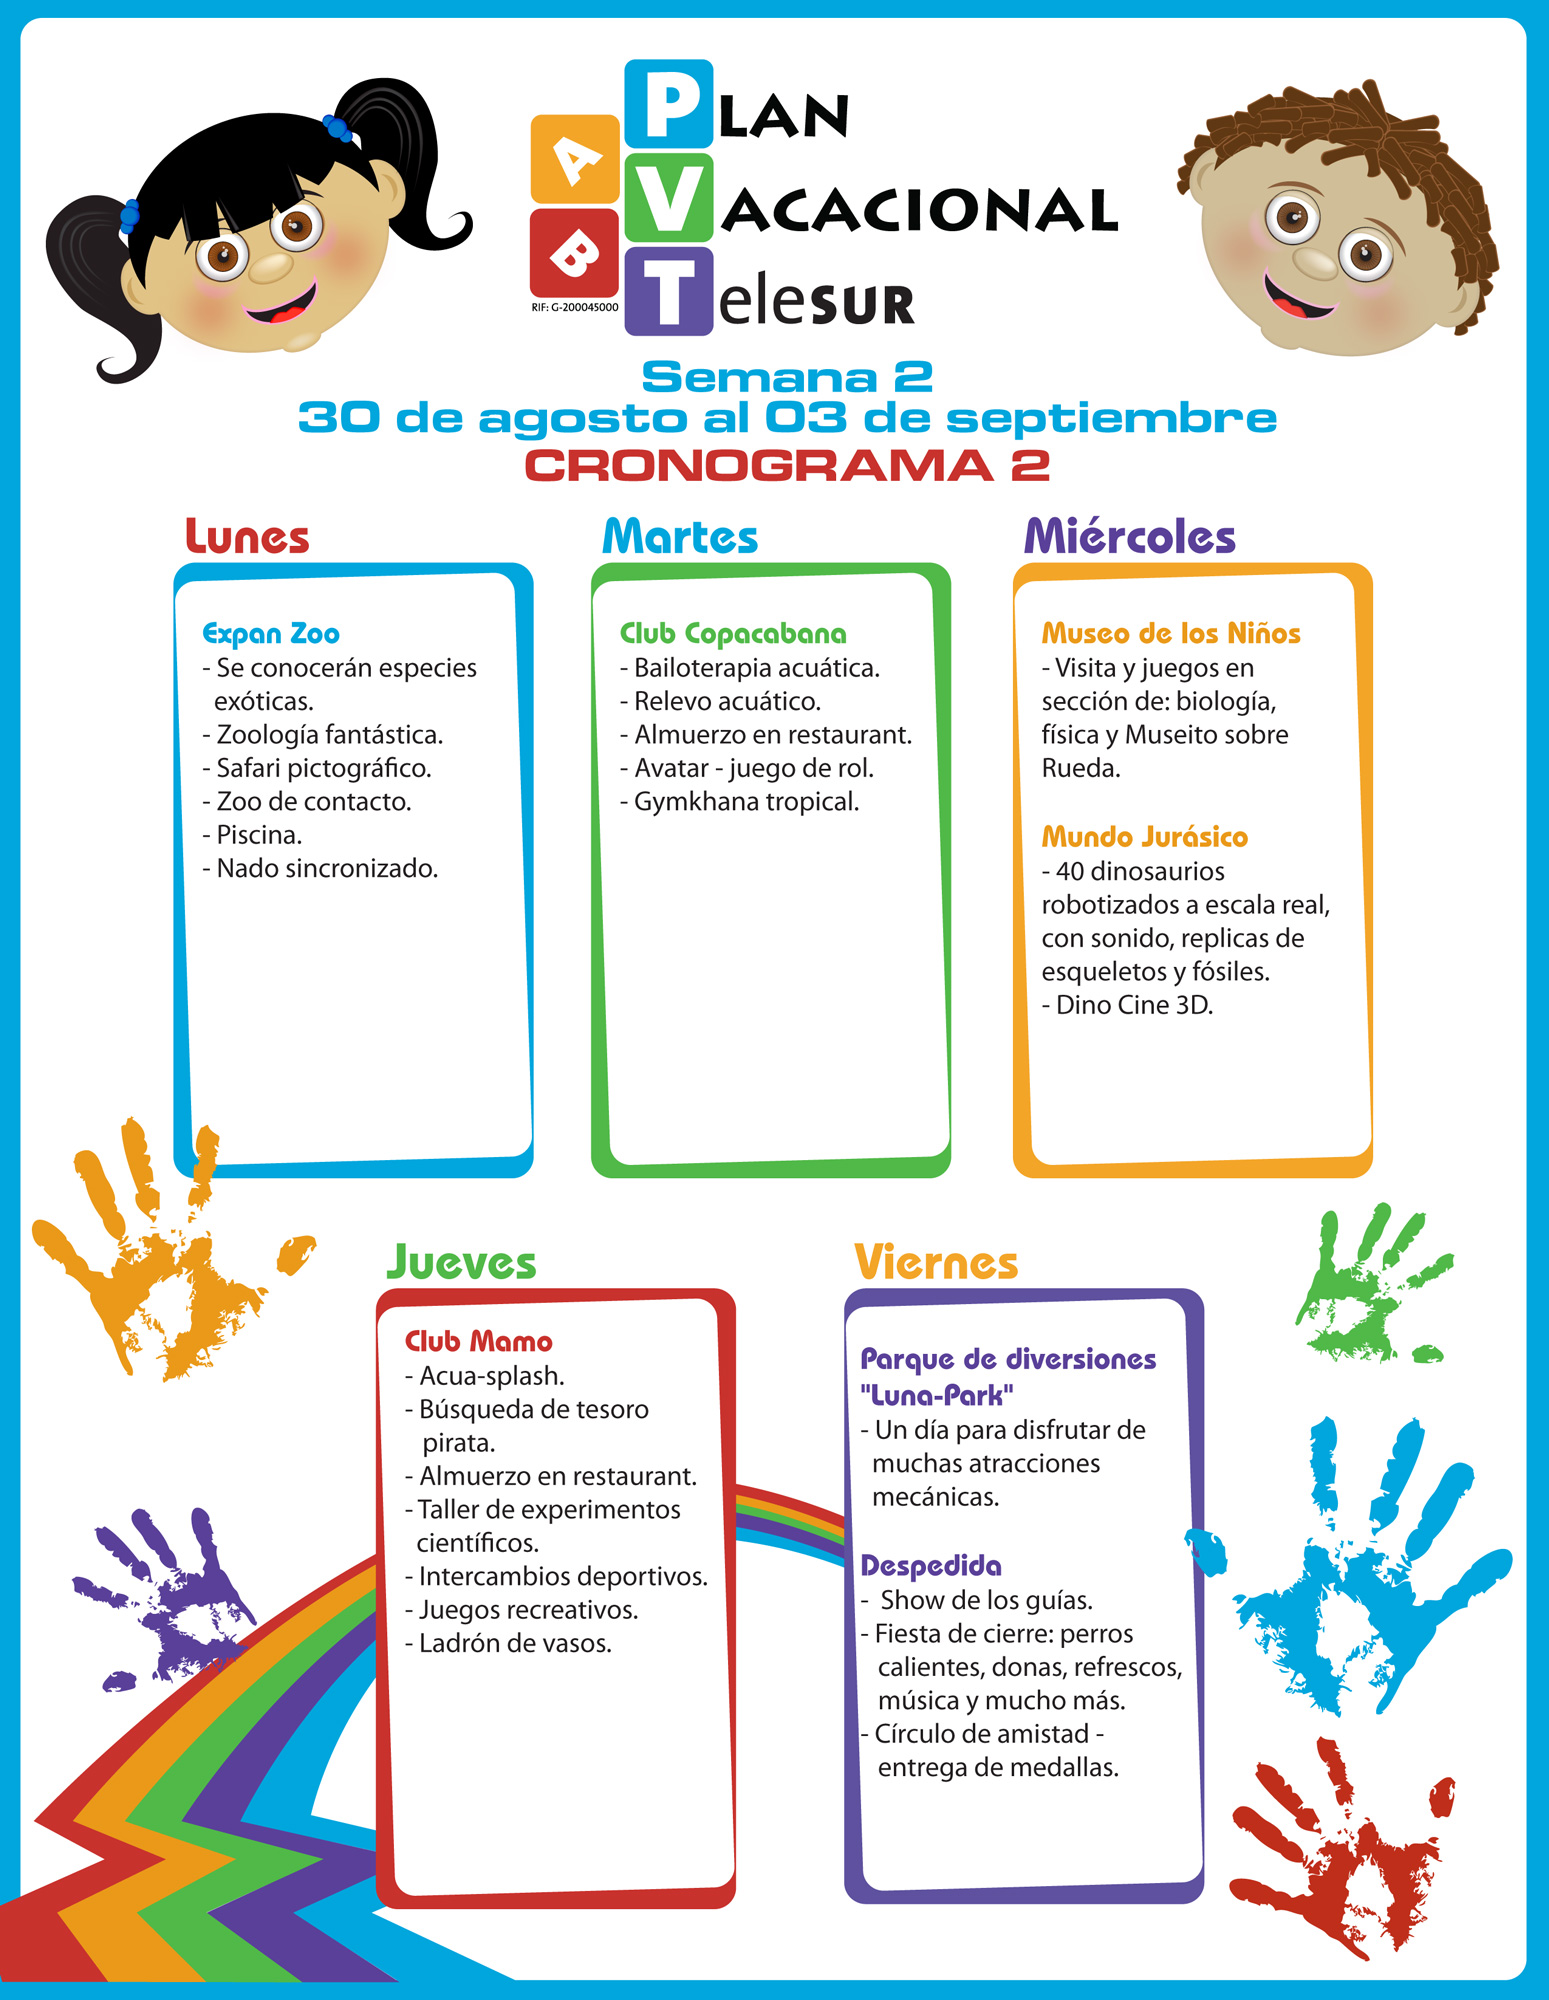 A
B
RIF: G-200045000
PLAN
VACACIONAL
TeleSUR
Semana 2
30 de agosto al 03 de septiembre
CRONOGRAMA 2
Lunes
Expan Zoo
- Se conocerán especies
exóticas.
- Zoología fantástica.
- Safari pictográfico.
- Zoo de contacto.
- Piscina.
- Nado sincronizado.
Martes
Club Copacabana
- Bailoterapia acuática.
- Relevo acuático.
- Almuerzo en restaurant.
- Avatar - juego de rol.
- Gymkhana tropical.
Miércoles
Museo de los Niños
- Visita y juegos en
sección de: biología,
física y Museito sobre
Rueda.
Mundo Jurásico
- 40 dinosaurios
robotizados a escala real,
con sonido, replicas de
esqueletos y fósiles.
- Dino Cine 3D.
Jueves
Club Mamo
- Acua-splash.
- Búsqueda de tesoro
pirata.
- Almuerzo en restaurant.
- Taller de experimentos
científicos.
- Intercambios deportivos.
- Juegos recreativos.
- Ladrón de vasos.
Viernes
Parque de diversiones
"Luna-Park"
- Un día para disfrutar de
muchas atracciones
mecánicas.
Despedida
- Show de los guías.
- Fiesta de cierre: perros
calientes, donas, refrescos,
música y mucho más.
- Círculo de amistad -
entrega de medallas.